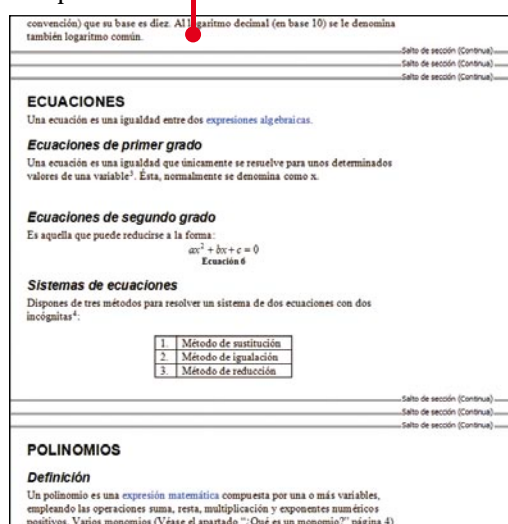 convención) que su base es diez. Al logaritmo decimal (en base 10) se le denomina
también logaritmo común.
Salto de sección (Continua)
Salto de sección (Continua)
Salto de sección (Continua)
ECUACIONES
Una ecuación es una igualdad entre dos expresiones algebraicas.
Ecuaciones de primer grado
Una ecuación es una igualdad que únicamente se resuelve para unos determinados
valores de una variable³. Ésta, normalmente se denomina como x.
Ecuaciones de segundo grado
Es aquella que puede reducirse a la forma:
ax² + bx + c = 0
Ecuación 6
Sistemas de ecuaciones
Dispones de tres métodos para resolver un sistema de dos ecuaciones con dos
incógnitas⁴:
1. Método de sustitución
2. Método de igualación
3. Método de reducción
Salto de sección (Continua)
Salto de sección (Continua)
Salto de sección (Continua)
POLINOMIOS
Definición
Un polinomio es una expresión matemática compuesta por una o más variables,
empleando las operaciones suma, resta, multiplicación y exponentes numéricos
positivos. Varios monomios (Véase el apartado "¿Qué es un monomio?" página 4)